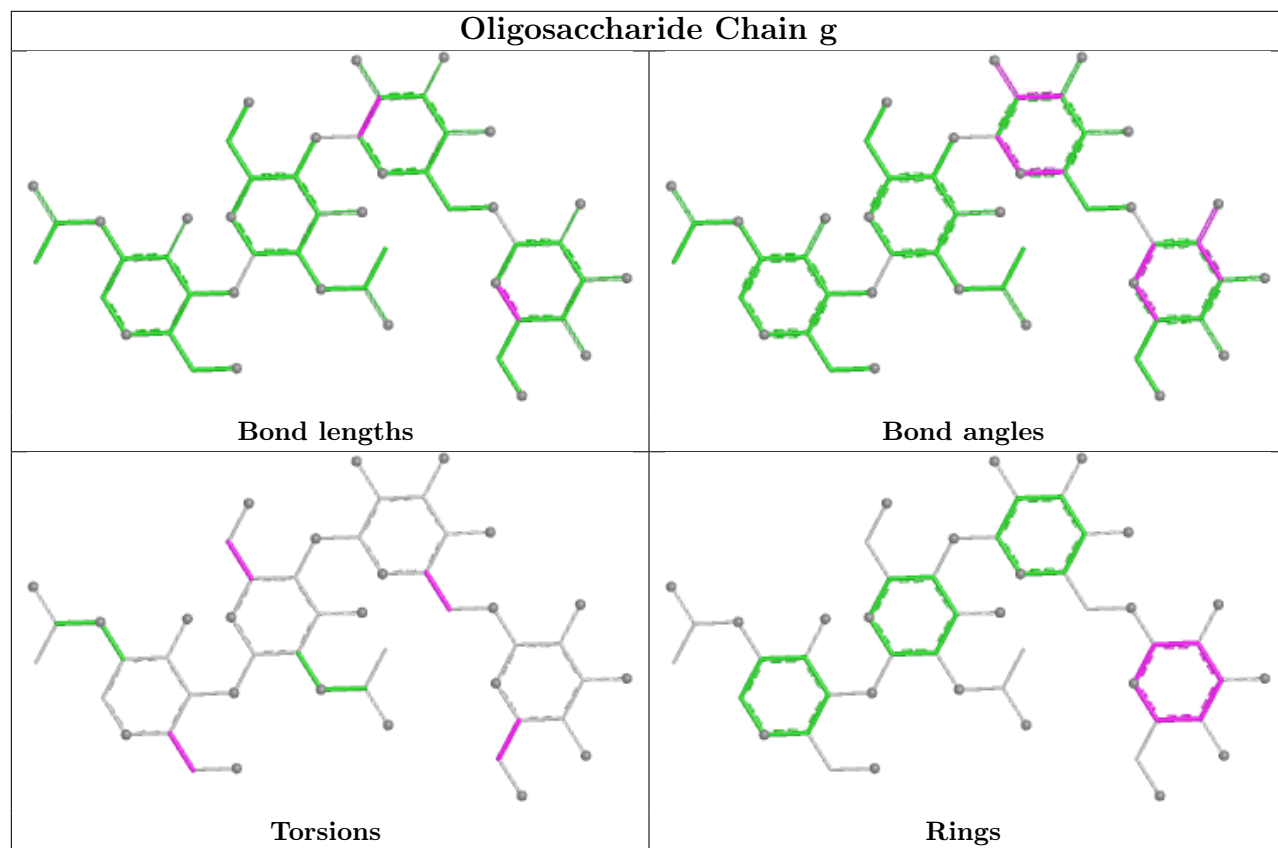 Oligosaccharide Chain g
Bond lengths
Bond angles
Torsions
Rings